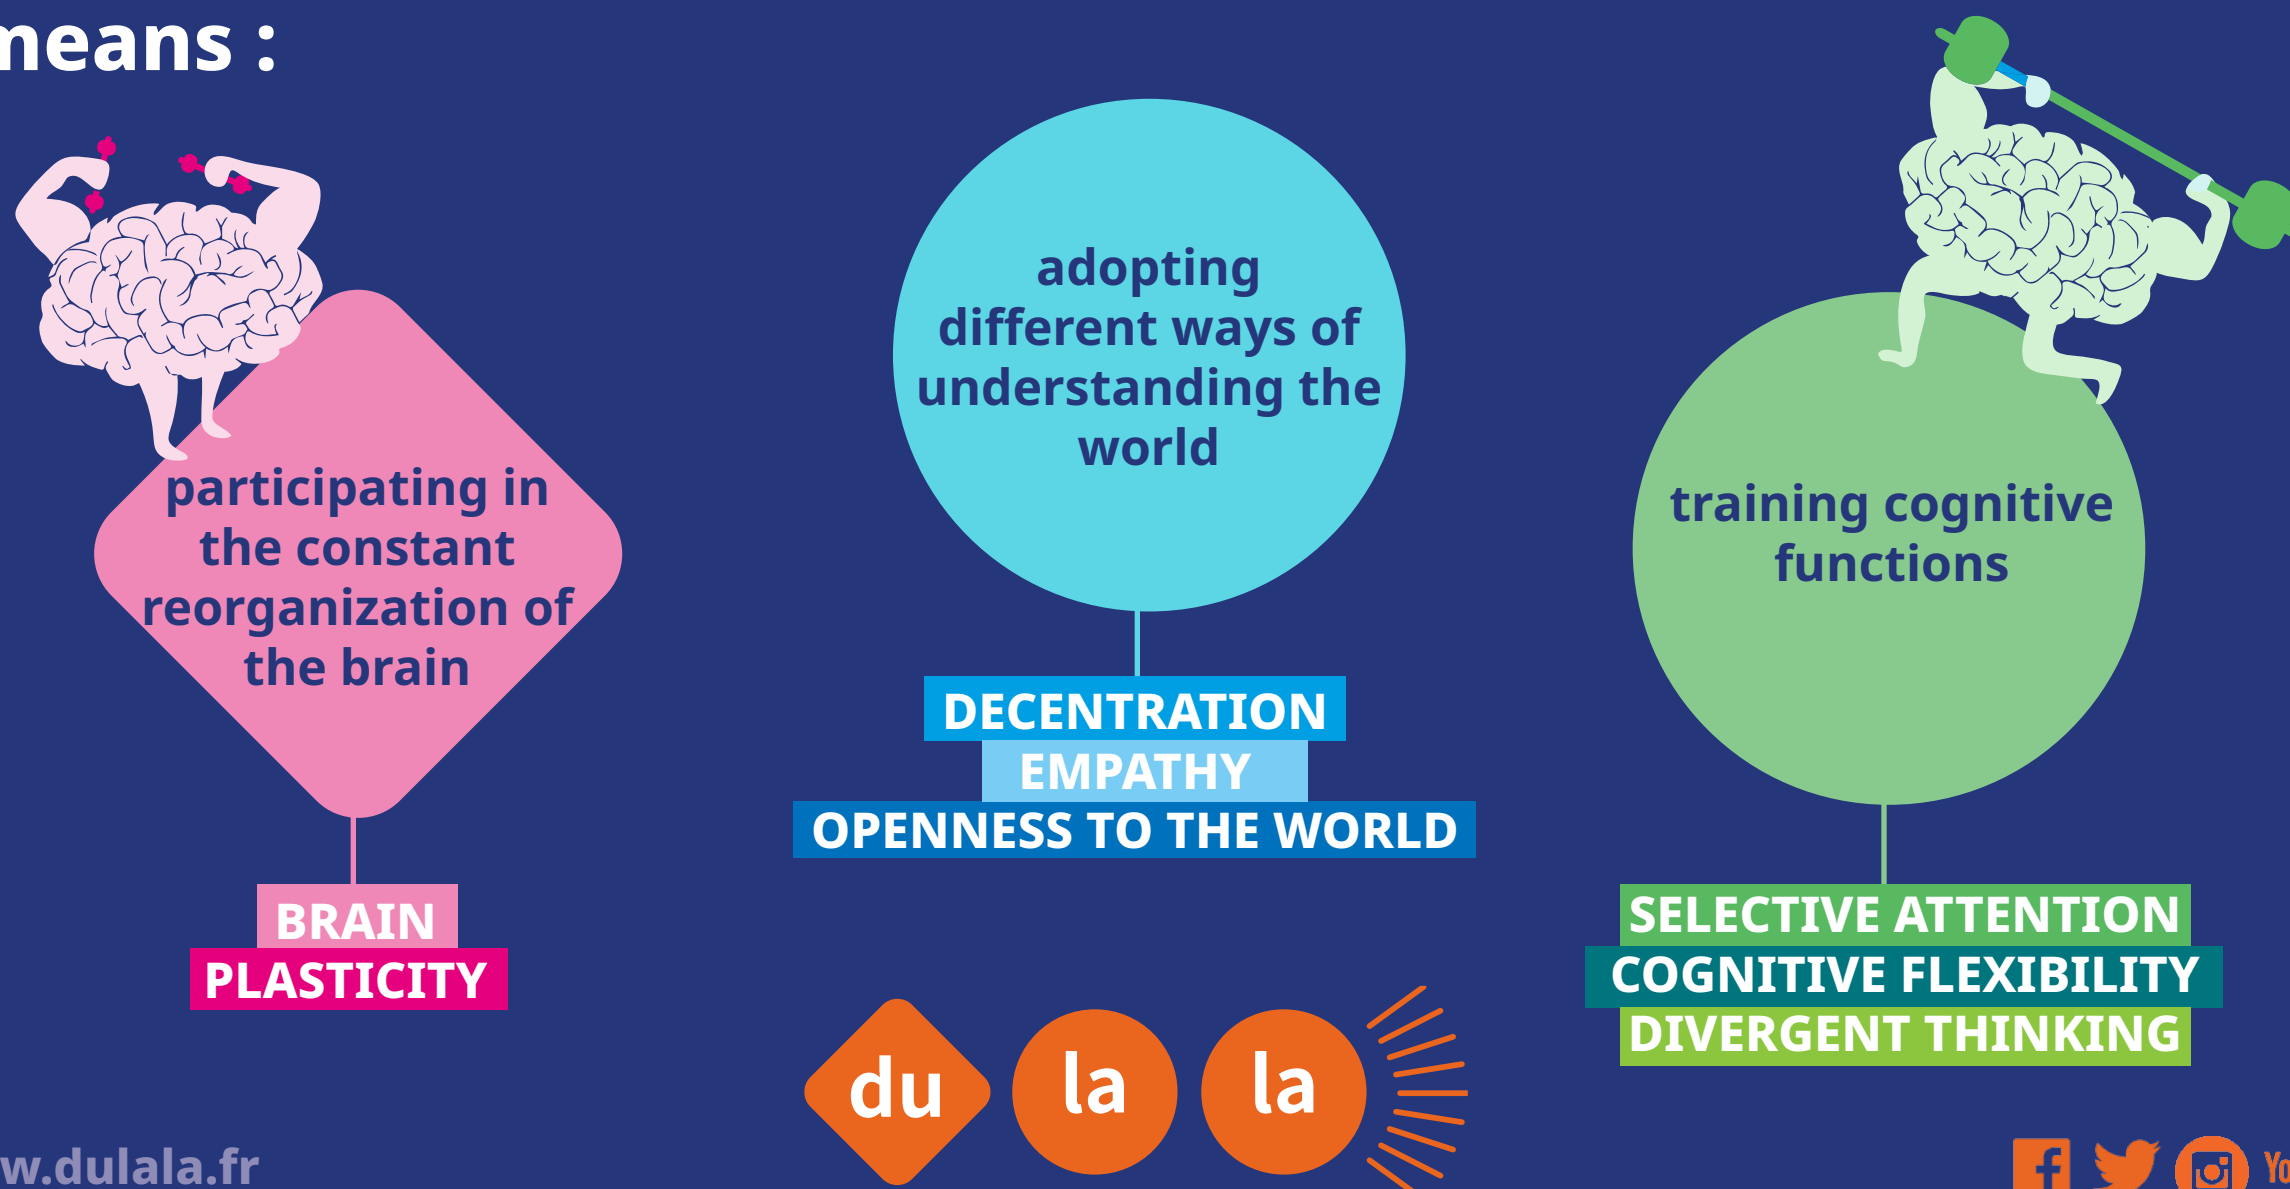 means :
participating in
the constant
reorganization of
the brain
BRAIN
PLASTICITY
adopting
different ways of
understanding the
world
DECENTRATION
EMPATHY
OPENNESS TO THE WORLD
training cognitive
functions
SELECTIVE ATTENTION
COGNITIVE FLEXIBILITY
DIVERGENT THINKING
du la la
w.dulala.fr